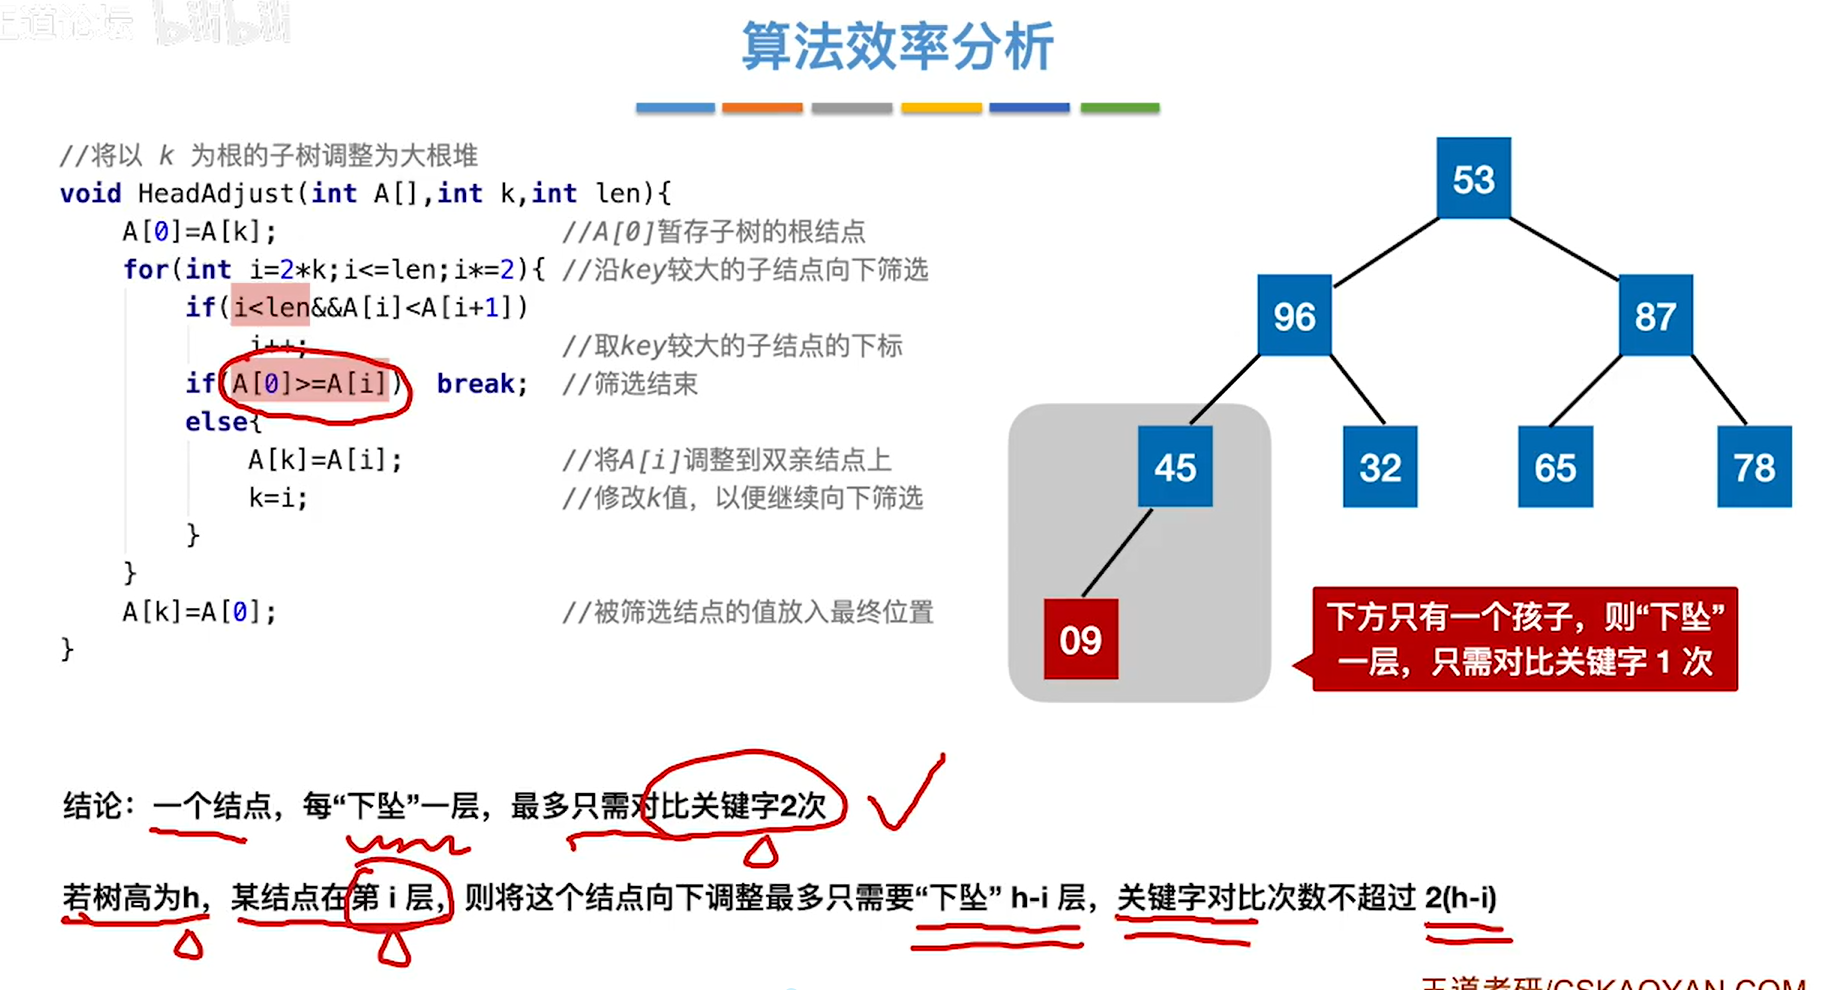 王道论坛 bilibili
算法效率分析
//将以 k 为根的子树调整为大根堆
void HeadAdjust(int A[],int k,int len){
A[0]=A[k]; //A[0]暂存子树的根结点
for(int i=2*k;i<=len;i*=2){ //沿key较大的子结点向下筛选
if(i<len&&A[i]<A[i+1])
i++; //取key较大的子结点的下标
if(A[0]>=A[i]) break; //筛选结束
else{
A[k]=A[i]; //将A[i]调整到双亲结点上
k=i; //修改k值，以便继续向下筛选
}
}
A[k]=A[0]; //被筛选结点的值放入最终位置
}
53
96
87
45
32
65
78
09
下方只有一个孩子，则“下坠”
一层，只需对比关键字 1 次
结论：一个结点，每“下坠”一层，最多只需对比关键字2次
若树高为h，某结点在第 i 层，则将这个结点向下调整最多只需要“下坠” h-i 层，关键字对比次数不超过 2(h-i)
王道考研/CSKAOYAN.COM